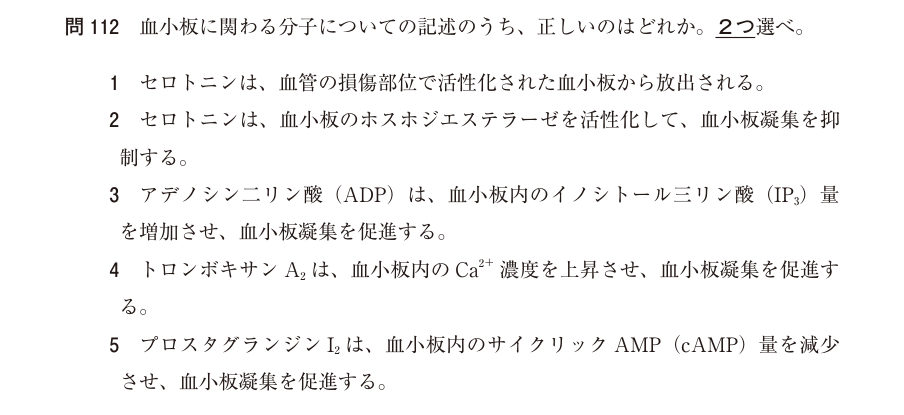 問 112　血小板に関わる分子についての記述のうち、正しいのはどれか。２つ選べ。
1　セロトニンは、血管の損傷部位で活性化された血小板から放出される。
2　セロトニンは、血小板のホスホジエステラーゼを活性化して、血小板凝集を抑
制する。
3　アデノシン二リン酸（ADP）は、血小板内のイノシトール三リン酸（IP₃）量
を増加させ、血小板凝集を促進する。
4　トロンボキサン A₂ は、血小板内の Ca²⁺ 濃度を上昇させ、血小板凝集を促進す
る。
5　プロスタグランジン I₂ は、血小板内のサイクリック AMP（cAMP）量を減少
させ、血小板凝集を促進する。